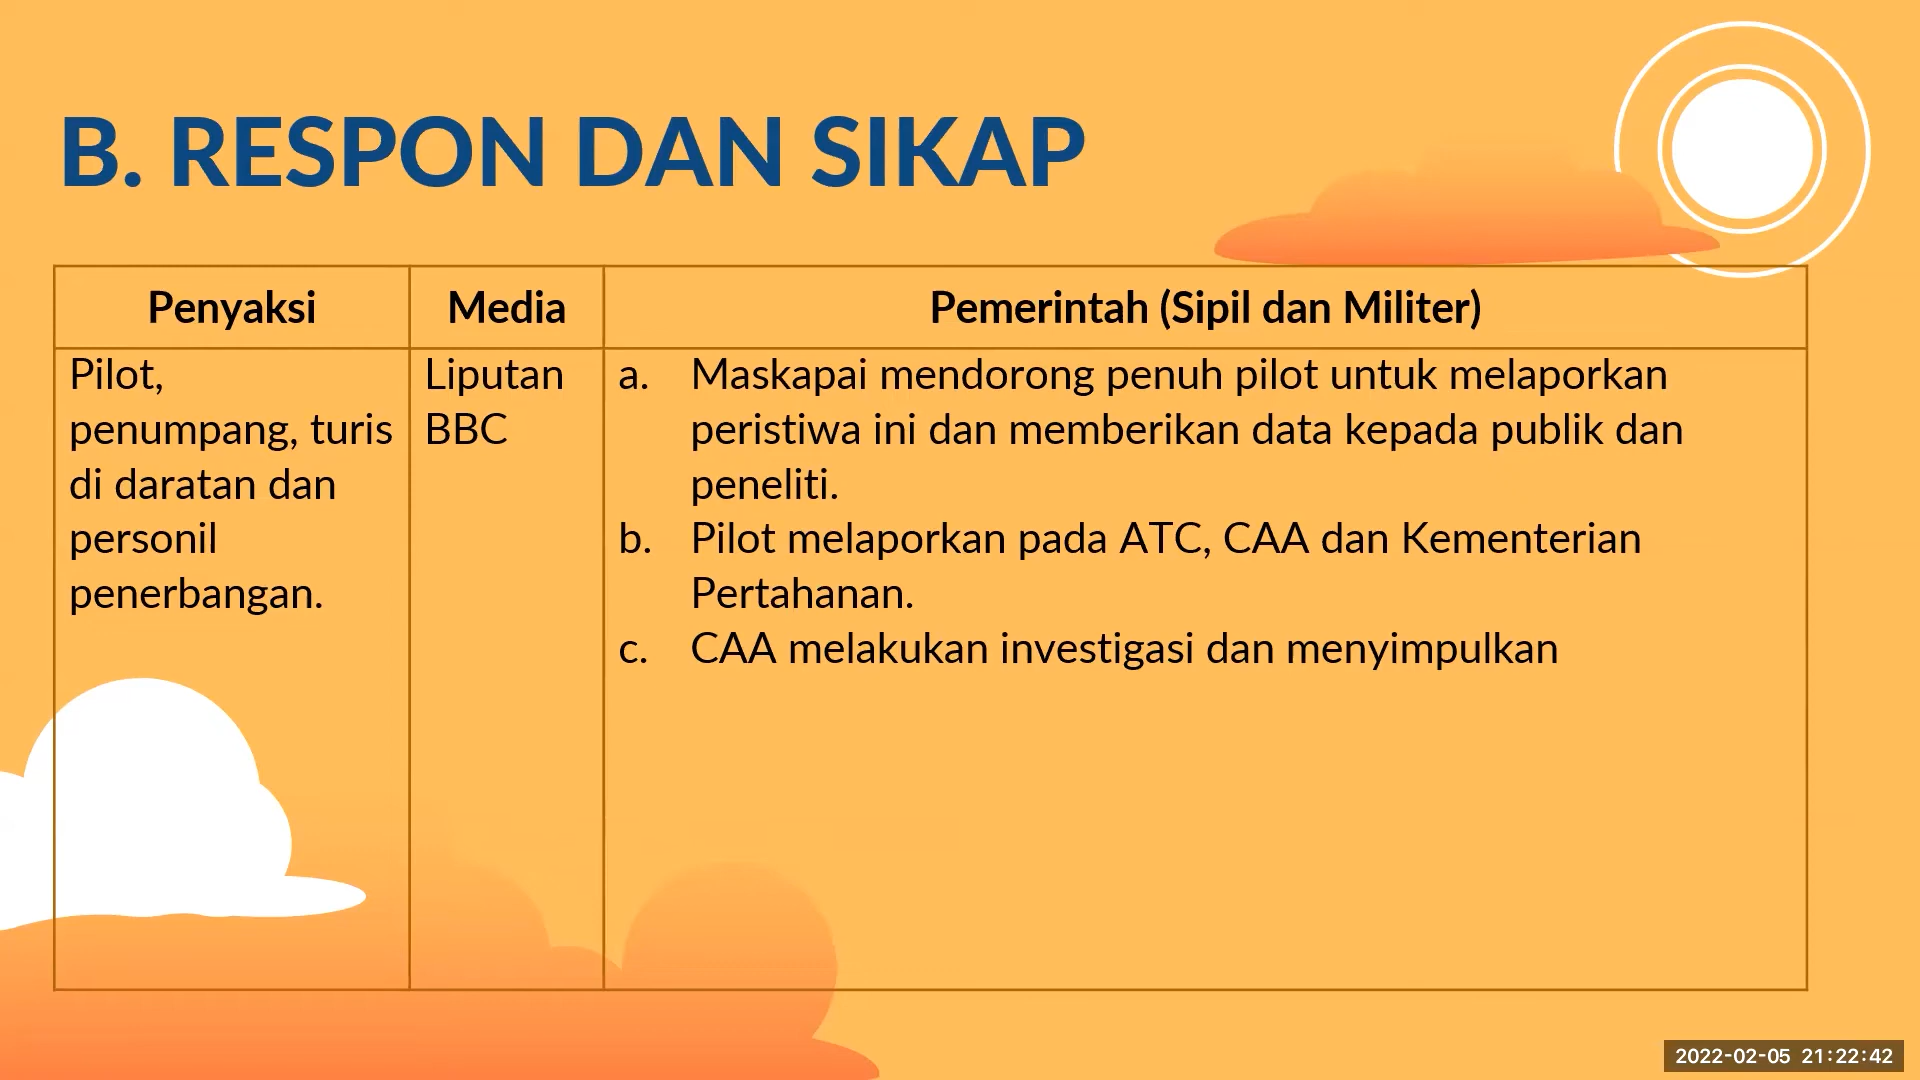 B. RESPON DAN SIKAP
Penyaksi
Media
Pemerintah (Sipil dan Militer)
Pilot,
penumpang, turis
di daratan dan
personil
penerbangan.
Liputan
BBC
a. Maskapai mendorong penuh pilot untuk melaporkan
peristiwa ini dan memberikan data kepada publik dan
peneliti.
b. Pilot melaporkan pada ATC, CAA dan Kementerian
Pertahanan.
c. CAA melakukan investigasi dan menyimpulkan
2022-02-05 21:22:42